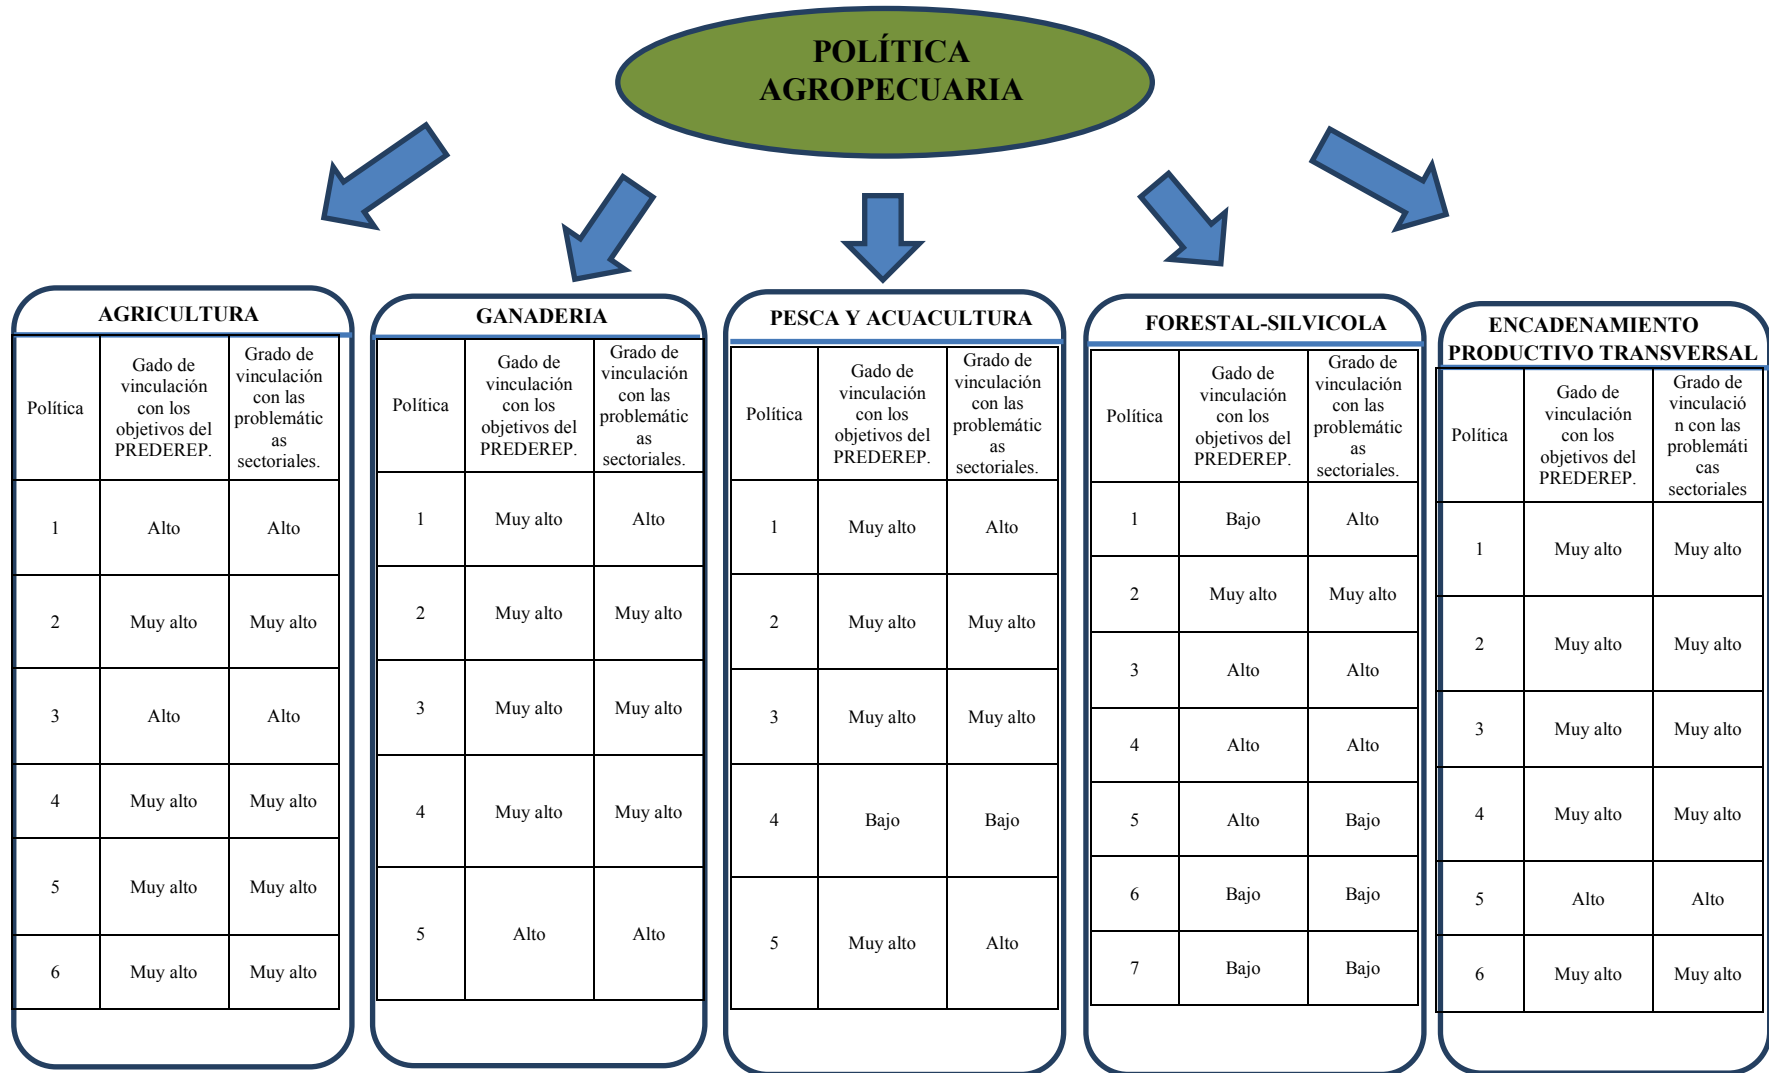 POLÍTICA
AGROPECUARIA
AGRICULTURA
Política
Gado de
vinculación
con los
objetivos del
PREDEREP.
Grado de
vinculación
con las
problemátic
as
sectoriales.
1 Alto Alto
2 Muy alto Muy alto
3 Alto Alto
4 Muy alto Muy alto
5 Muy alto Muy alto
6 Muy alto Muy alto
GANADERIA
Política
Gado de
vinculación
con los
objetivos del
PREDEREP.
Grado de
vinculación
con las
problemátic
as
sectoriales.
1 Muy alto Alto
2 Muy alto Muy alto
3 Muy alto Muy alto
4 Muy alto Muy alto
5 Alto Alto
PESCA Y ACUACULTURA
Política
Gado de
vinculación
con los
objetivos del
PREDEREP.
Grado de
vinculación
con las
problemátic
as
sectoriales.
1 Muy alto Alto
2 Muy alto Muy alto
3 Muy alto Muy alto
4 Bajo Bajo
5 Muy alto Alto
FORESTAL-SILVICOLA
Política
Gado de
vinculación
con los
objetivos del
PREDEREP.
Grado de
vinculación
con las
problemátic
as
sectoriales.
1 Bajo Alto
2 Muy alto Muy alto
3 Alto Alto
4 Alto Alto
5 Alto Bajo
6 Bajo Bajo
7 Bajo Bajo
ENCADENAMIENTO
PRODUCTIVO TRANSVERSAL
Política
Gado de
vinculación
con los
objetivos del
PREDEREP.
Grado de
vinculació
n con las
problemáti
cas
sectoriales
1 Muy alto Muy alto
2 Muy alto Muy alto
3 Muy alto Muy alto
4 Muy alto Muy alto
5 Alto Alto
6 Muy alto Muy alto